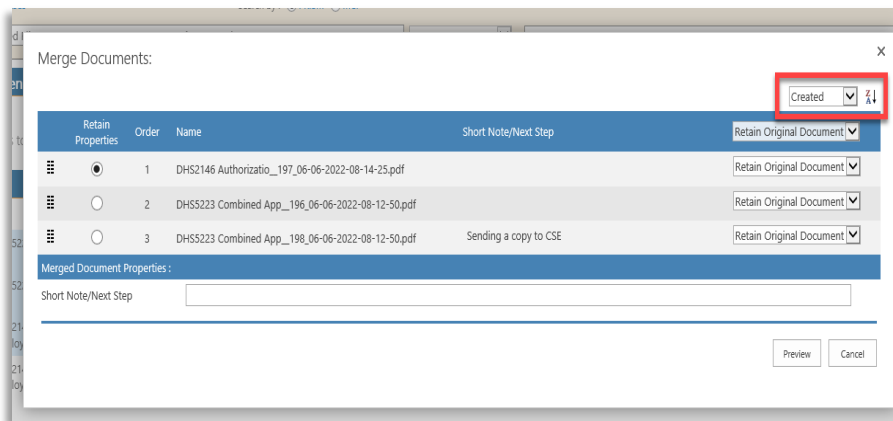 Merge Documents:
X
Created
Retain Properties Order Name Short Note/Next Step Retain Original Document
1 DHS2146 Authorizatio__197_06-06-2022-08-14-25.pdf Retain Original Document
2 DHS5223 Combined App__196_06-06-2022-08-12-50.pdf Retain Original Document
3 DHS5223 Combined App__198_06-06-2022-08-12-50.pdf Sending a copy to CSE Retain Original Document
Merged Document Properties :
Short Note/Next Step
Preview Cancel